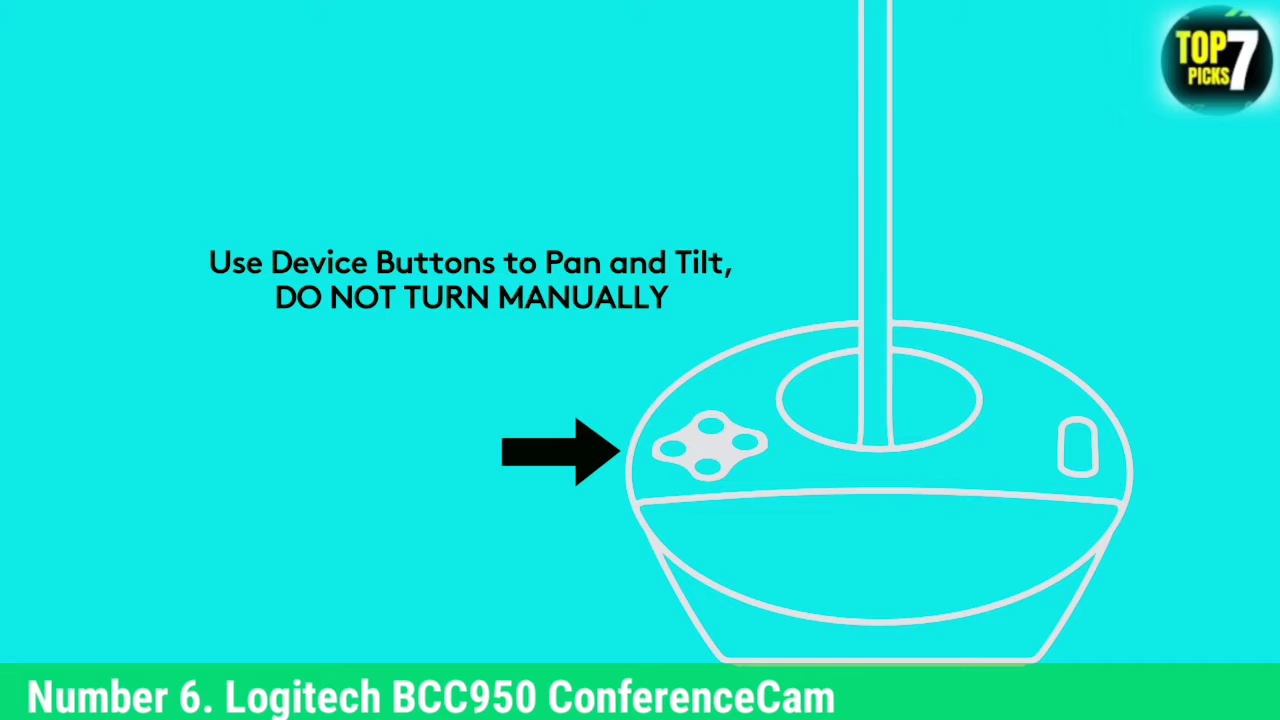 TOP 7
PICKS
Use Device Buttons to Pan and Tilt,
DO NOT TURN MANUALLY
Number 6. Logitech BCC950 ConferenceCam